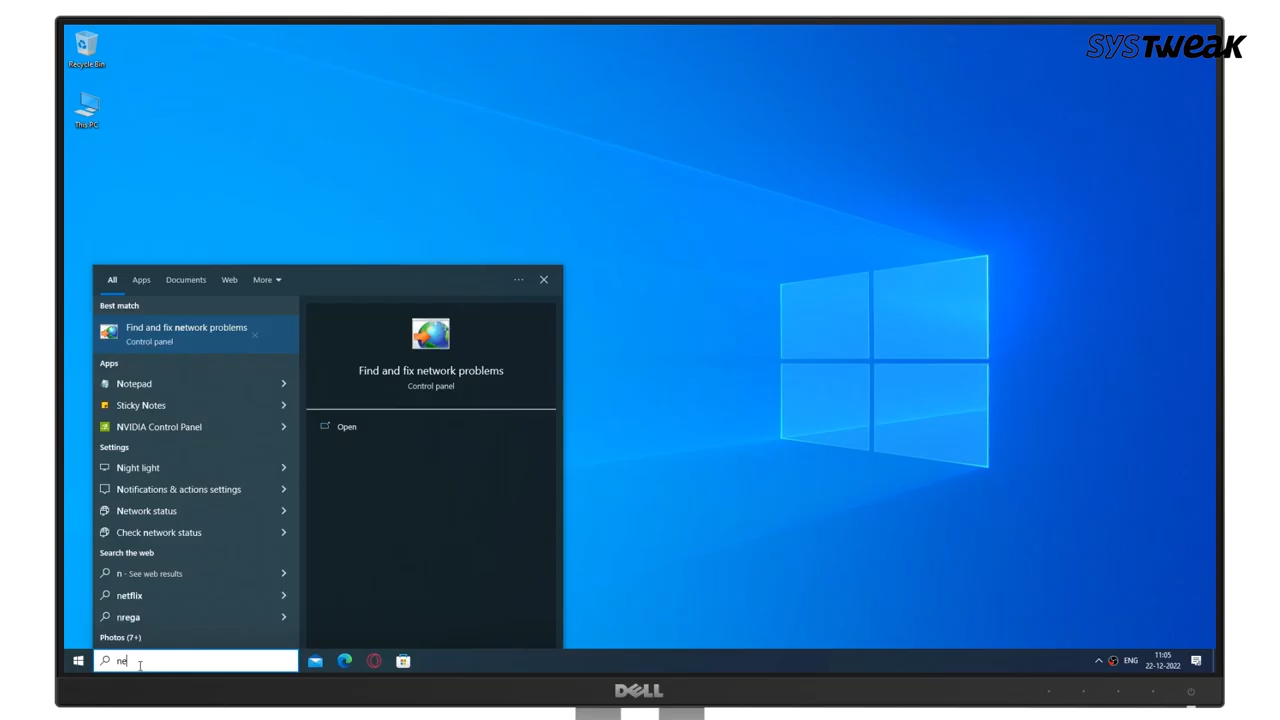 SYSTWEAK
Recycle Bin
This PC
All Apps Documents Web More
Best match
Find and fix network problems
Control panel
Apps
Notepad
Sticky Notes
NVIDIA Control Panel
Settings
Night light
Notifications & actions settings
Network status
Check network status
Search the web
n - See web results
netflix
nrega
Photos (7+)
Find and fix network problems
Control panel
Open
ne
ENG
11:05
22-12-2022
DELL